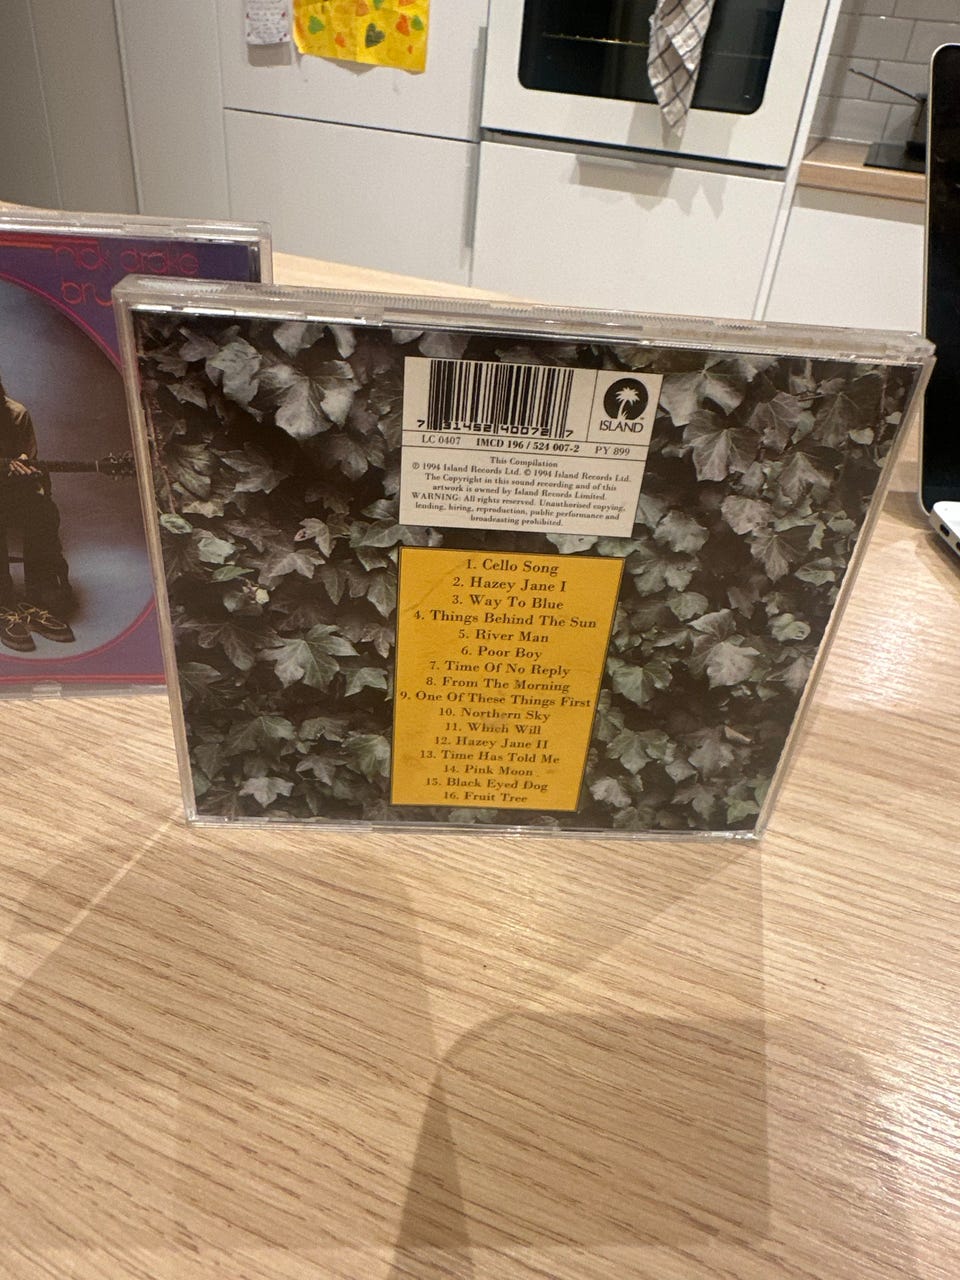 nick drake
bru
7 31452 40072 7
ISLAND
LC 0407 IMCD 196 / 524 007-2 PY 899
This Compilation
℗ 1994 Island Records Ltd. © 1994 Island Records Ltd.
The Copyright in this sound recording and of this
artwork is owned by Island Records Limited.
WARNING: All rights reserved. Unauthorised copying,
lending, hiring, reproduction, public performance and
broadcasting prohibited.
1. Cello Song
2. Hazey Jane I
3. Way To Blue
4. Things Behind The Sun
5. River Man
6. Poor Boy
7. Time Of No Reply
8. From The Morning
9. One Of These Things First
10. Northern Sky
11. Which Will
12. Hazey Jane II
13. Time Has Told Me
14. Pink Moon
15. Black Eyed Dog
16. Fruit Tree